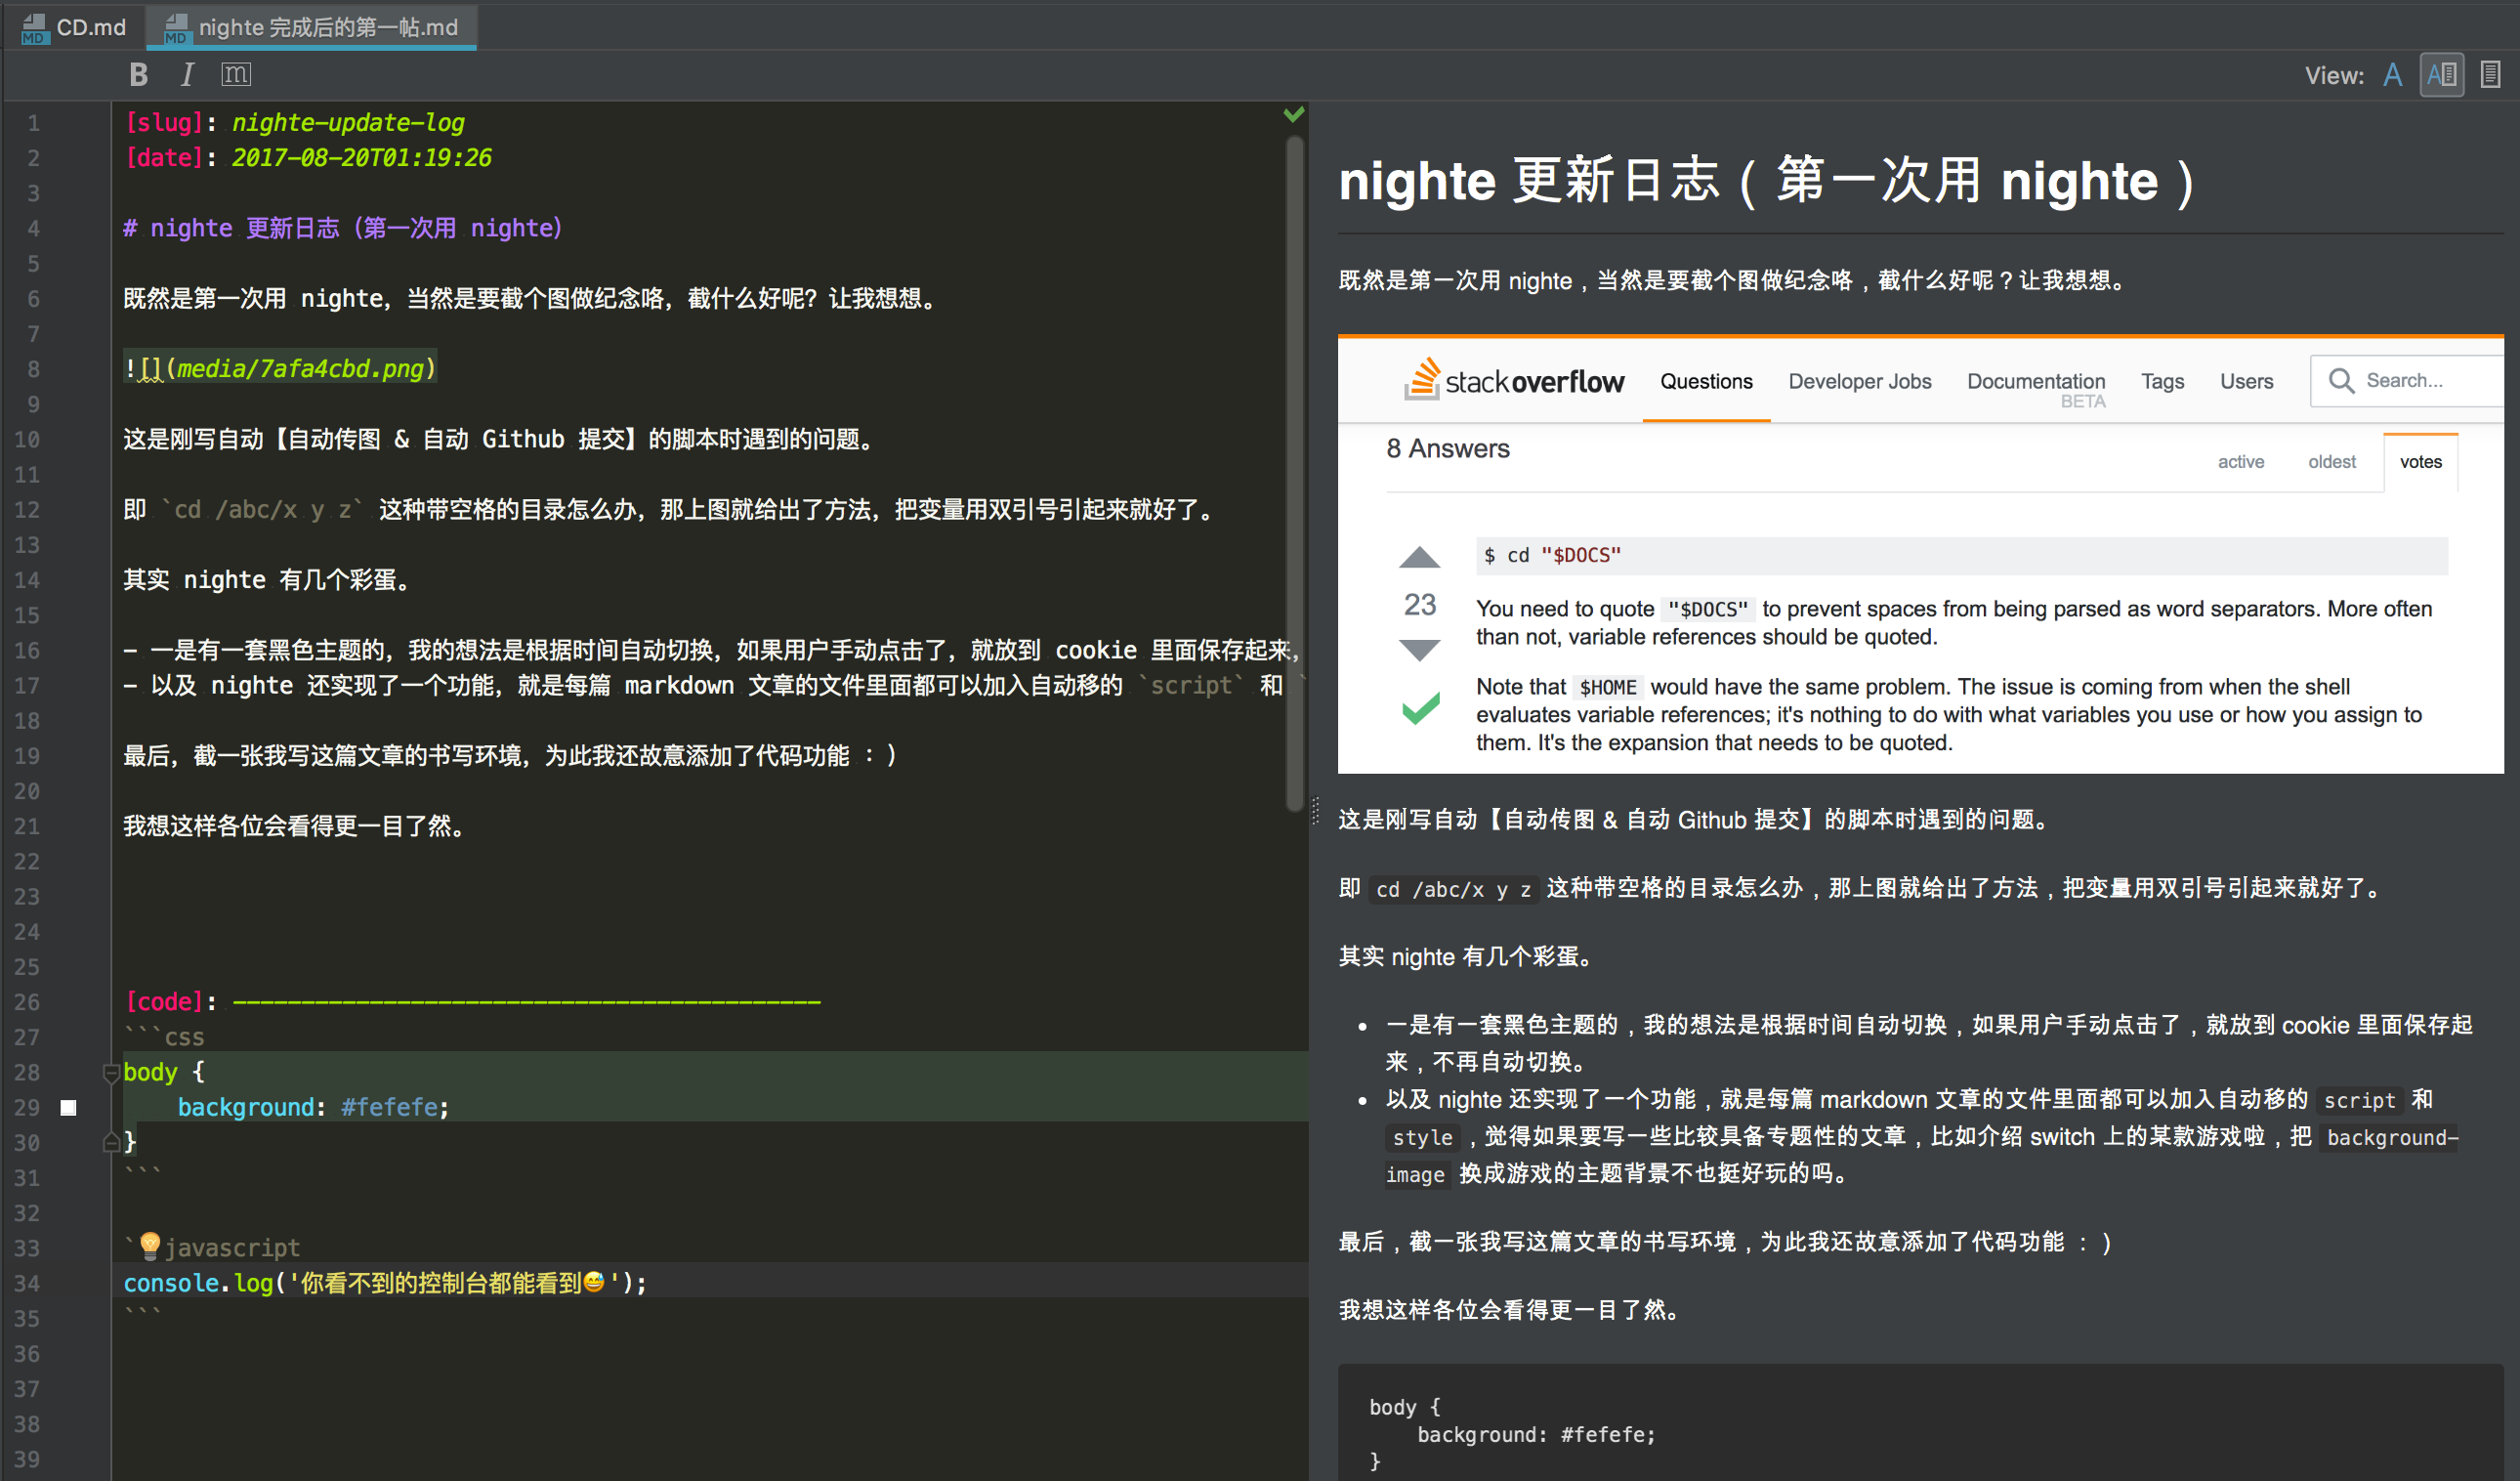 CD.md
nighte 完成后的第一帖.md
B I m
View: A A
1 [slug]: nighte-update-log
2 [date]: 2017-08-20T01:19:26
3
4 # nighte 更新日志（第一次用 nighte）
5
6 既然是第一次用 nighte，当然是要截个图做纪念咯，截什么好呢？让我想想。
7
8 ![](media/7afa4cbd.png)
9
10 这是刚写自动【自动传图 & 自动 Github 提交】的脚本时遇到的问题。
11
12 即 `cd /abc/x y z` 这种带空格的目录怎么办，那上图就给出了方法，把变量用双引号引起来就好了。
13
14 其实 nighte 有几个彩蛋。
15
16 - 一是有一套黑色主题的，我的想法是根据时间自动切换，如果用户手动点击了，就放到 cookie 里面保存起来，
17 - 以及 nighte 还实现了一个功能，就是每篇 markdown 文章的文件里面都可以加入自动移的 `script` 和 `
18
19 最后，截一张我写这篇文章的书写环境，为此我还故意添加了代码功能 ：)
20
21 我想这样各位会看得更一目了然。
22
23
24
25
26 [code]: -------------------------------------------
27 ```css
28 body {
29 background: #fefefe;
30 }
31 ```
32
33 `javascript
34 console.log('你看不到的控制台都能看到😅');
35 ```
36
37
38
39
nighte 更新日志（第一次用 nighte）
既然是第一次用 nighte，当然是要截个图做纪念咯，截什么好呢？让我想想。
stackoverflow Questions Developer Jobs Documentation BETA Tags Users Search...
8 Answers
active oldest votes
$ cd "$DOCS"
23
You need to quote "$DOCS" to prevent spaces from being parsed as word separators. More often
than not, variable references should be quoted.
Note that $HOME would have the same problem. The issue is coming from when the shell
evaluates variable references; it's nothing to do with what variables you use or how you assign to
them. It's the expansion that needs to be quoted.
这是刚写自动【自动传图 & 自动 Github 提交】的脚本时遇到的问题。
即 cd /abc/x y z 这种带空格的目录怎么办，那上图就给出了方法，把变量用双引号引起来就好了。
其实 nighte 有几个彩蛋。
• 一是有一套黑色主题的，我的想法是根据时间自动切换，如果用户手动点击了，就放到 cookie 里面保存起
来，不再自动切换。
• 以及 nighte 还实现了一个功能，就是每篇 markdown 文章的文件里面都可以加入自动移的 script 和
style ，觉得如果要写一些比较具备专题性的文章，比如介绍 switch 上的某款游戏啦，把 background-
image 换成游戏的主题背景不也挺好玩的吗。
最后，截一张我写这篇文章的书写环境，为此我还故意添加了代码功能 ：)
我想这样各位会看得更一目了然。
body {
background: #fefefe;
}